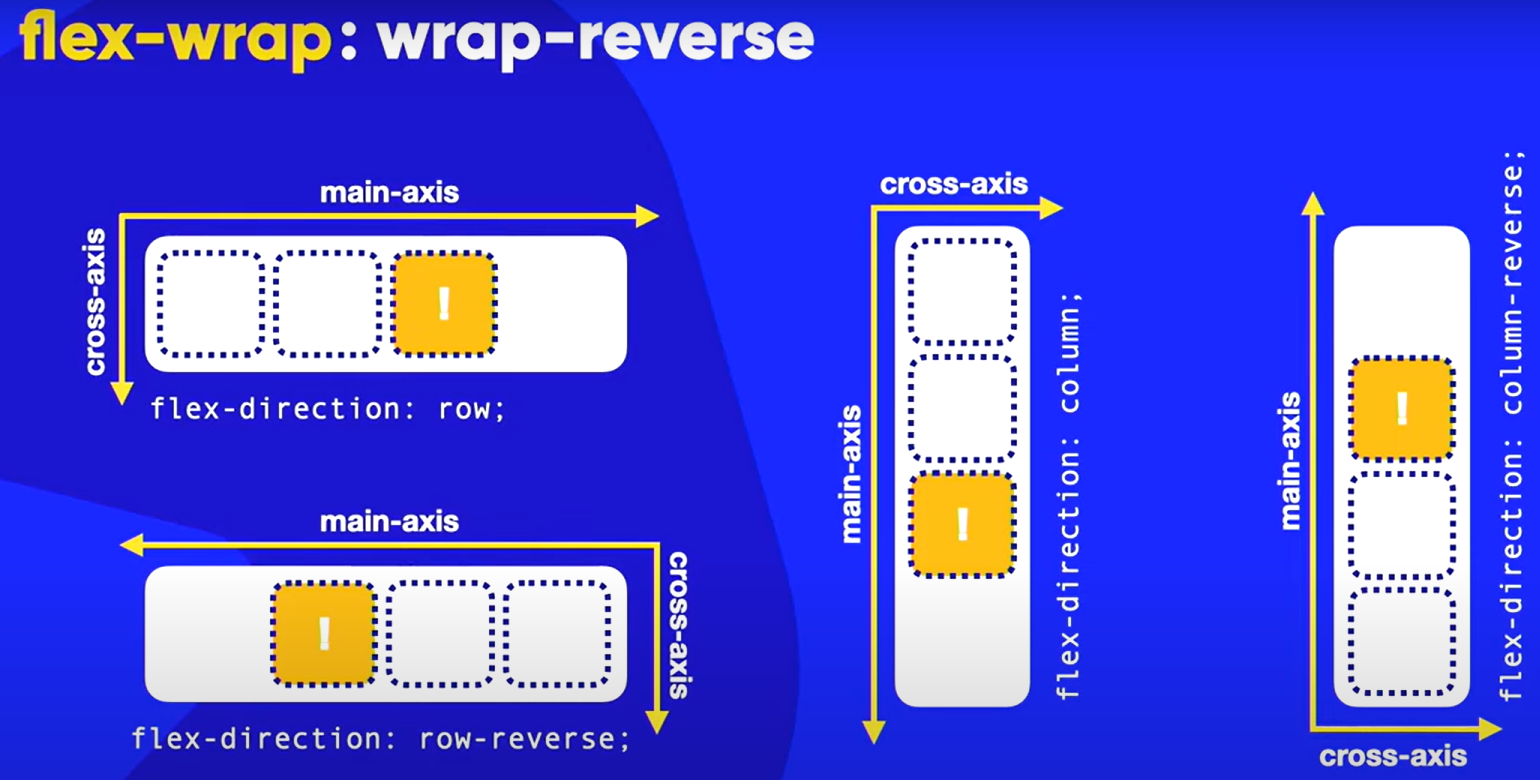 flex-wrap: wrap-reverse
main-axis
cross-axis
!
flex-direction: row;
main-axis
cross-axis
!
flex-direction: row-reverse;
cross-axis
main-axis
!
flex-direction: column;
main-axis
!
cross-axis
flex-direction: column-reverse;